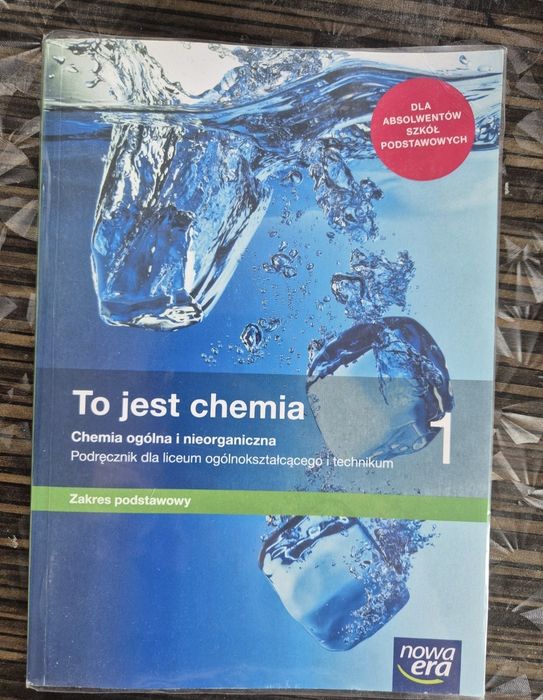 DLA
ABSOLWENTÓW
SZKÓŁ
PODSTAWOWYCH
To jest chemia
1
Chemia ogólna i nieorganiczna
Podręcznik dla liceum ogólnokształcącego i technikum
Zakres podstawowy
nowa
era